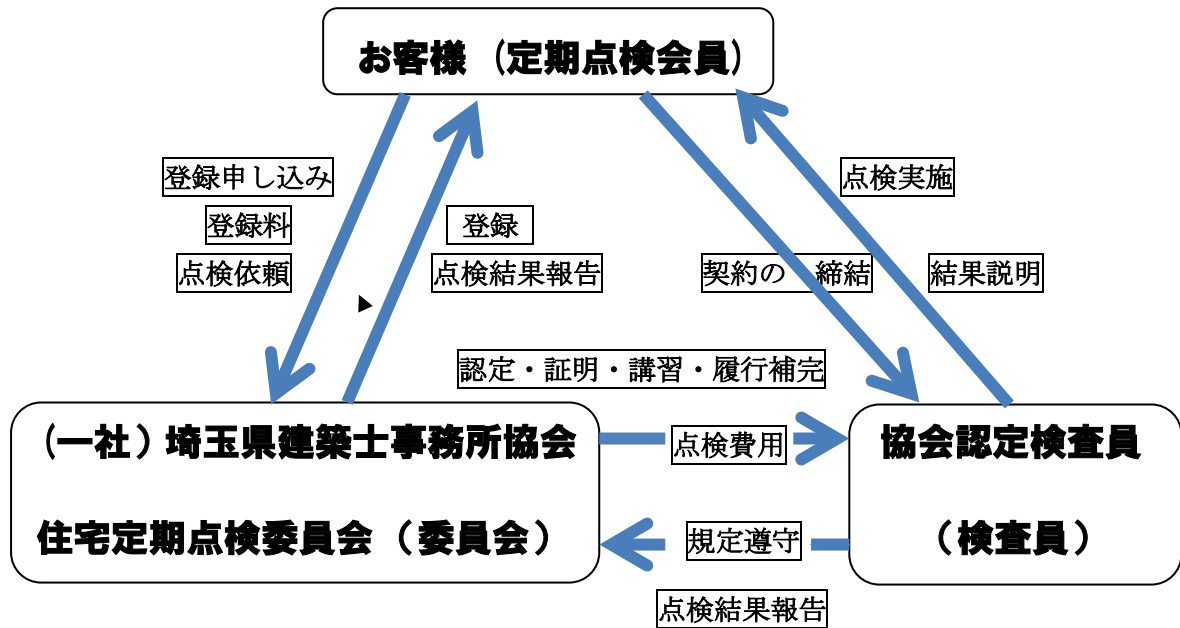 お客様（定期点検会員）
登録申し込み
点検実施
登録料
登録
点検依頼
点検結果報告
契約の　締結
結果説明
認定・証明・講習・履行補完
(一社）埼玉県建築士事務所協会
住宅定期点検委員会（委員会）
点検費用
協会認定検査員
（検査員）
規定遵守
点検結果報告